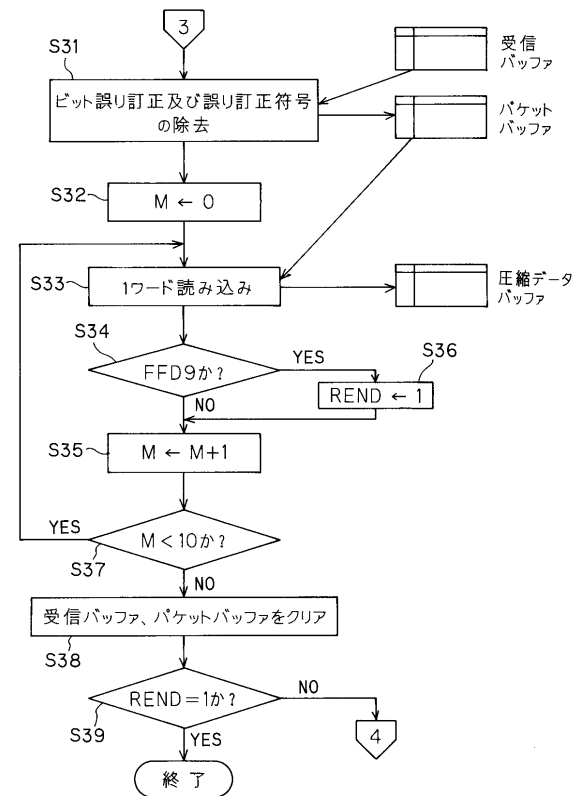 3
S31
受信
バッファ
ビット誤り訂正及び誤り訂正符号
の除去
パケット
バッファ
S32
M ← 0
S33
1ワード読み込み
圧縮データ
バッファ
S34
FFD9か?
YES
S36
REND ← 1
NO
S35
M ← M+1
YES
M < 10か?
S37
NO
受信バッファ、パケットバッファをクリア
S38
REND=1か?
NO
S39
YES
4
終了